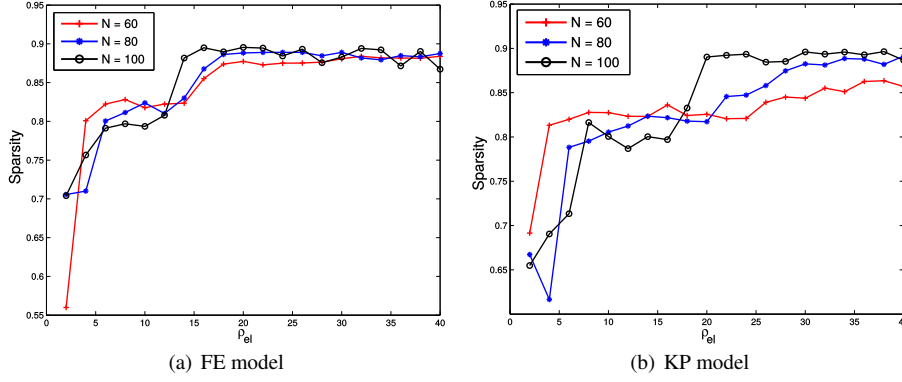 0.95
0.9
0.85
0.8
0.75
0.7
0.65
0.6
0.55
Sparsity
0 5 10 15 20 25 30 35 40
ρel
N = 60
N = 80
N = 100
(a) FE model
0.95
0.9
0.85
0.8
0.75
0.7
0.65
Sparsity
0 5 10 15 20 25 30 35 40
ρel
N = 60
N = 80
N = 100
(b) KP model